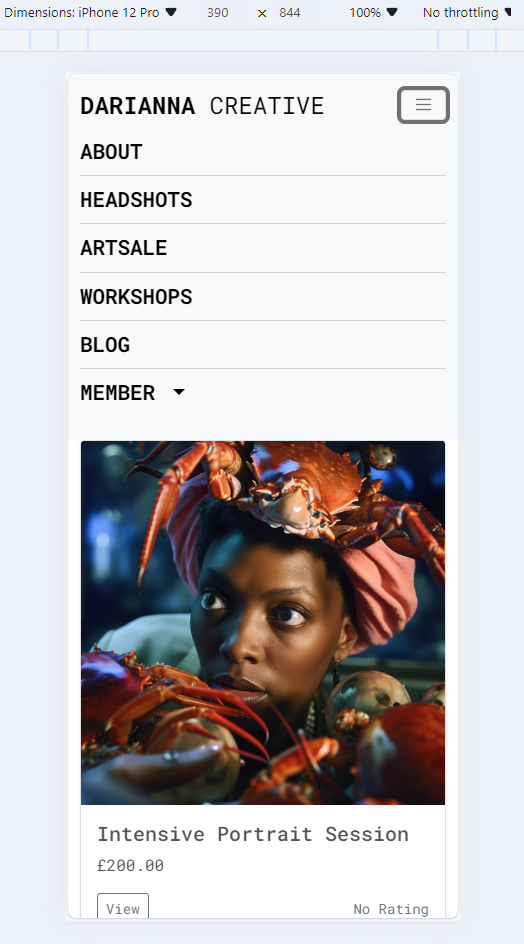 Dimensions: iPhone 12 Pro 390 × 844 100% No throttling
DARIANNA CREATIVE
ABOUT
HEADSHOTS
ARTSALE
WORKSHOPS
BLOG
MEMBER
Intensive Portrait Session
£200.00
View No Rating